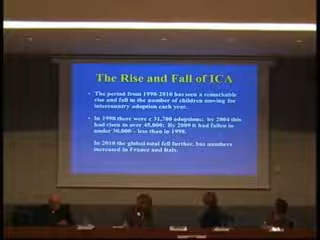 The Rise and Fall of ICA
• The period from 1998-2010 has seen a remarkable
rise and fall in the number of children moving for
intercountry adoption each year.
• In 1998 there were c 31,700 adoptions: by 2004 this
had risen to over 45,000: By 2009 it had fallen to
under 30,000 - less than in 1998.
In 2010 the global total fell further, but numbers
increased in France and Italy.